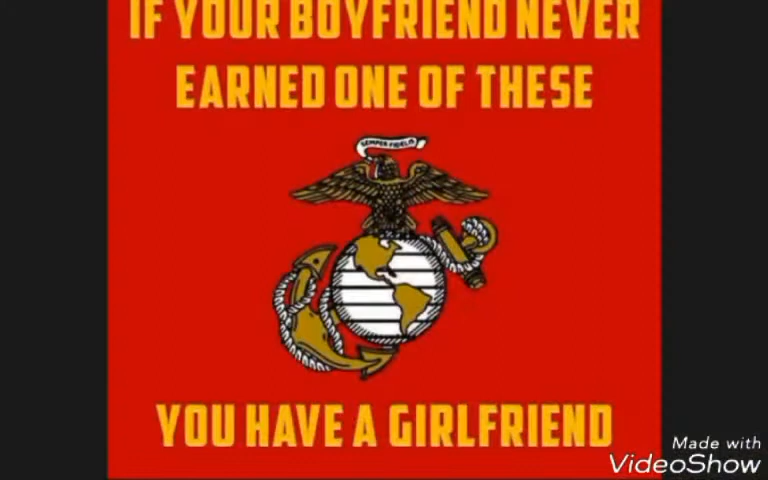 IF YOUR BOYFRIEND NEVER
EARNED ONE OF THESE
SEMPER FIDELIS
YOU HAVE A GIRLFRIEND
Made with
VideoShow